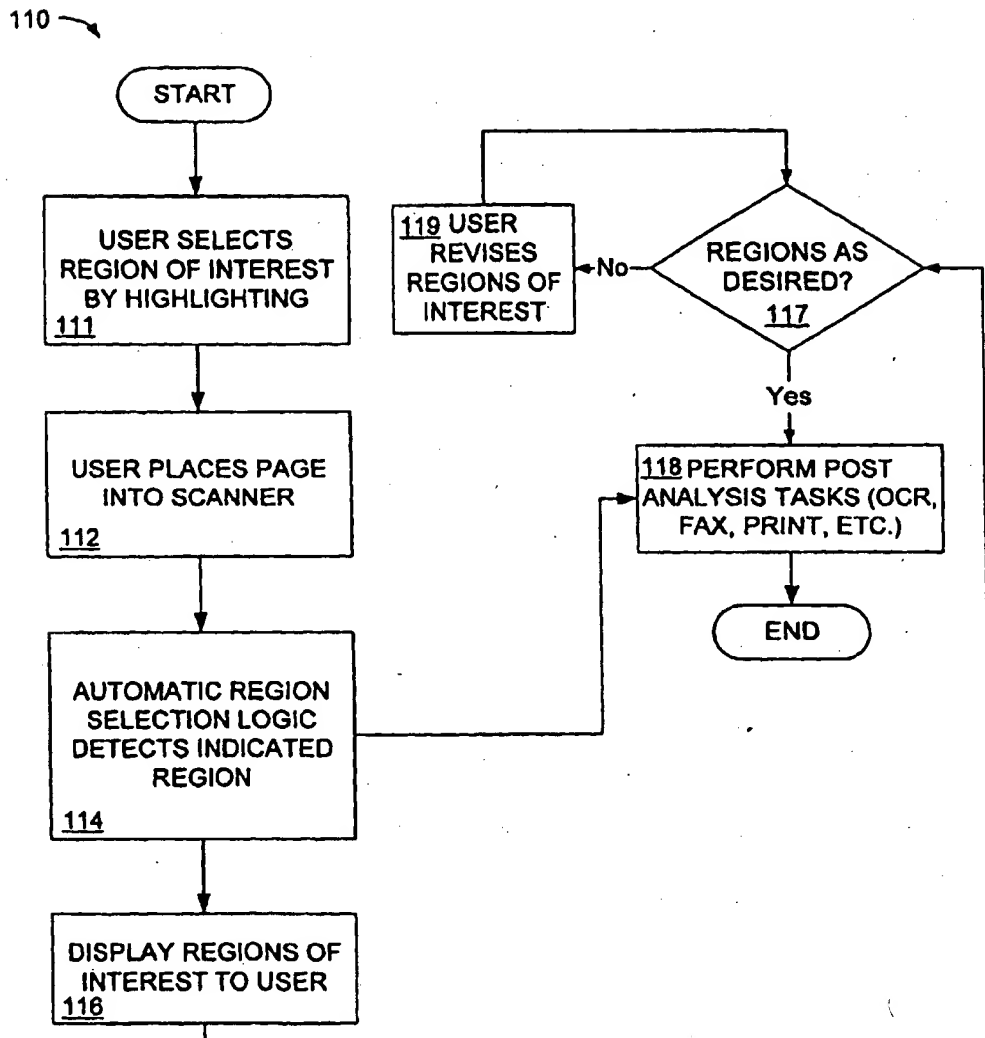 110
START
USER SELECTS
REGION OF INTEREST
BY HIGHLIGHTING
111
USER PLACES PAGE
INTO SCANNER
112
AUTOMATIC REGION
SELECTION LOGIC
DETECTS INDICATED
REGION
114
DISPLAY REGIONS OF
INTEREST TO USER
116
REGIONS AS
DESIRED?
117
No
119 USER
REVISES
REGIONS OF
INTEREST
Yes
118 PERFORM POST
ANALYSIS TASKS (OCR,
FAX, PRINT, ETC.)
END